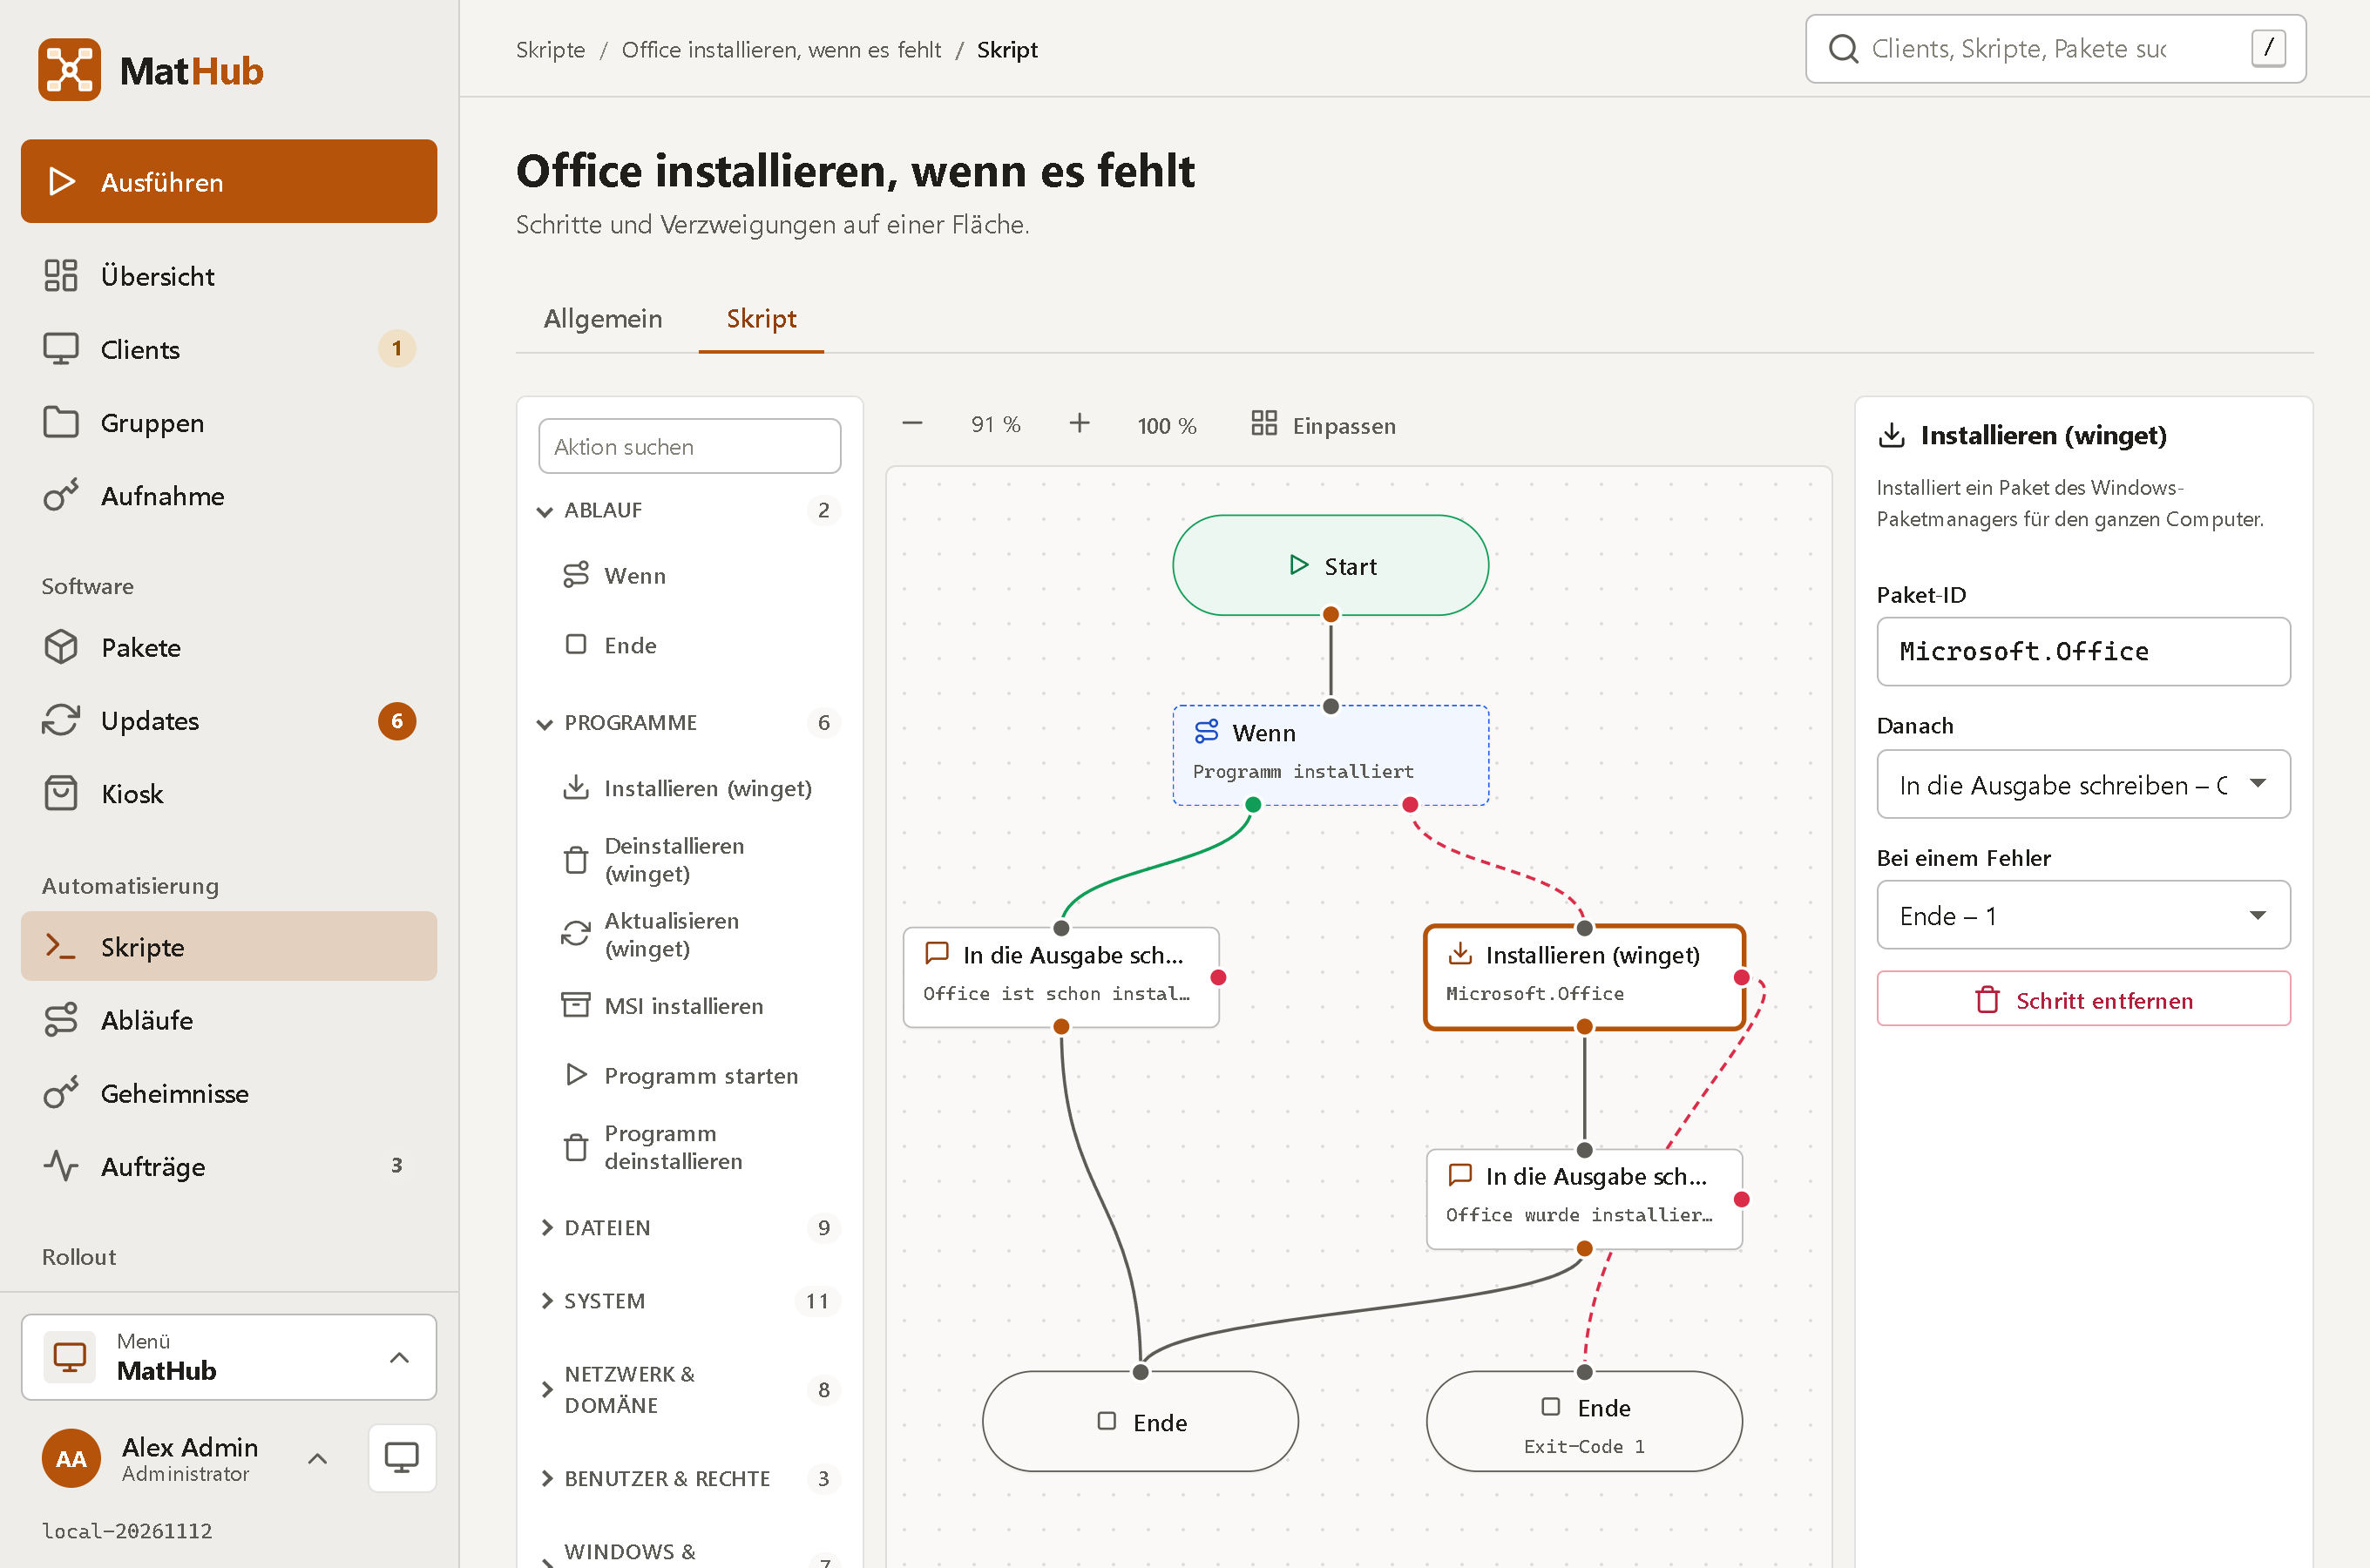 MatHub
Ausführen
Übersicht
Clients
1
Gruppen
Aufnahme
Software
Pakete
Updates
6
Kiosk
Automatisierung
Skripte
Abläufe
Geheimnisse
Aufträge
3
Rollout
Menü
MatHub
AA
Alex Admin
Administrator
local-20261112
Skripte / Office installieren, wenn es fehlt / Skript
Clients, Skripte, Pakete suc
/
Office installieren, wenn es fehlt
Schritte und Verzweigungen auf einer Fläche.
Allgemein
Skript
Aktion suchen
ABLAUF
2
Wenn
Ende
PROGRAMME
6
Installieren (winget)
Deinstallieren
(winget)
Aktualisieren
(winget)
MSI installieren
Programm starten
Programm
deinstallieren
DATEIEN
9
SYSTEM
11
NETZWERK &
DOMÄNE
8
BENUTZER & RECHTE
3
WINDOWS &
7
91 %
100 %
Einpassen
Start
Wenn
Programm installiert
In die Ausgabe sch...
Office ist schon instal...
Installieren (winget)
Microsoft.Office
In die Ausgabe sch...
Office wurde installier...
Ende
Ende
Exit-Code 1
Installieren (winget)
Installiert ein Paket des Windows-
Paketmanagers für den ganzen Computer.
Paket-ID
Microsoft.Office
Danach
In die Ausgabe schreiben – O
Bei einem Fehler
Ende – 1
Schritt entfernen